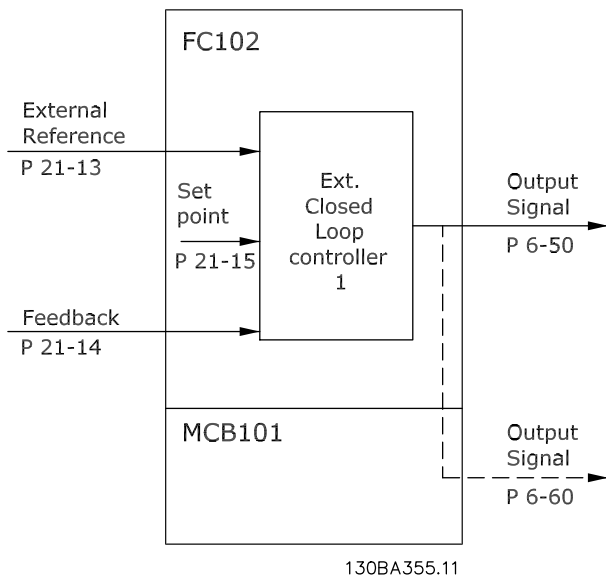 FC102
External
Reference
P 21-13
Set
point
P 21-15
Ext.
Closed
Loop
controller
1
Output
Signal
P 6-50
Feedback
P 21-14
MCB101
Output
Signal
P 6-60
130BA355.11